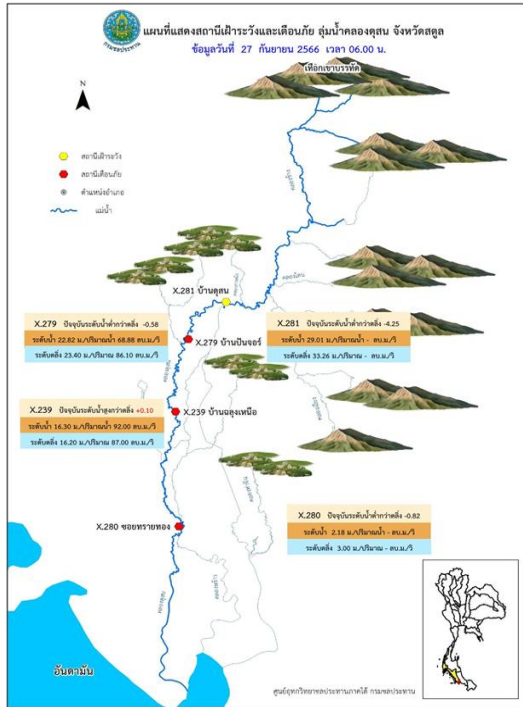 แผนที่แสดงสถานีเฝ้าระวังและเตือนภัย ลุ่มน้ำคลองดุสน จังหวัดสตูล
ข้อมูลวันที่ 27 กันยายน 2566 เวลา 06.00 น.
เทือกเขาบรรทัด
N
สถานีเฝ้าระวัง
สถานีเตือนภัย
ตำแหน่งอำเภอ
แม่น้ำ
X.281 บ้านดุสน
X.279 ปัจจุบันระดับน้ำต่ำกว่าตลิ่ง -0.58
ระดับน้ำ 22.82 ม./ปริมาณน้ำ 68.88 ลบ.ม./วิ
ระดับตลิ่ง 23.40 ม./ปริมาณ 86.10 ลบ.ม./วิ
X.281 ปัจจุบันระดับน้ำต่ำกว่าตลิ่ง -4.25
ระดับน้ำ 29.01 ม./ปริมาณน้ำ - ลบ.ม./วิ
ระดับตลิ่ง 33.26 ม./ปริมาณ - ลบ.ม./วิ
X.279 บ้านปันจอร์
X.239 ปัจจุบันระดับน้ำสูงกว่าตลิ่ง +0.10
ระดับน้ำ 16.30 ม./ปริมาณน้ำ 92.00 ลบ.ม./วิ
ระดับตลิ่ง 16.20 ม./ปริมาณ 87.00 ลบ.ม./วิ
X.239 บ้านฉลุงเหนือ
X.280 ซอยทรายทอง
X.280 ปัจจุบันระดับน้ำต่ำกว่าตลิ่ง -0.82
ระดับน้ำ 2.18 ม./ปริมาณน้ำ - ลบ.ม./วิ
ระดับตลิ่ง 3.00 ม./ปริมาณ - ลบ.ม./วิ
อันดามัน
ศูนย์อุทกวิทยาชลประทานภาคใต้ กรมชลประทาน